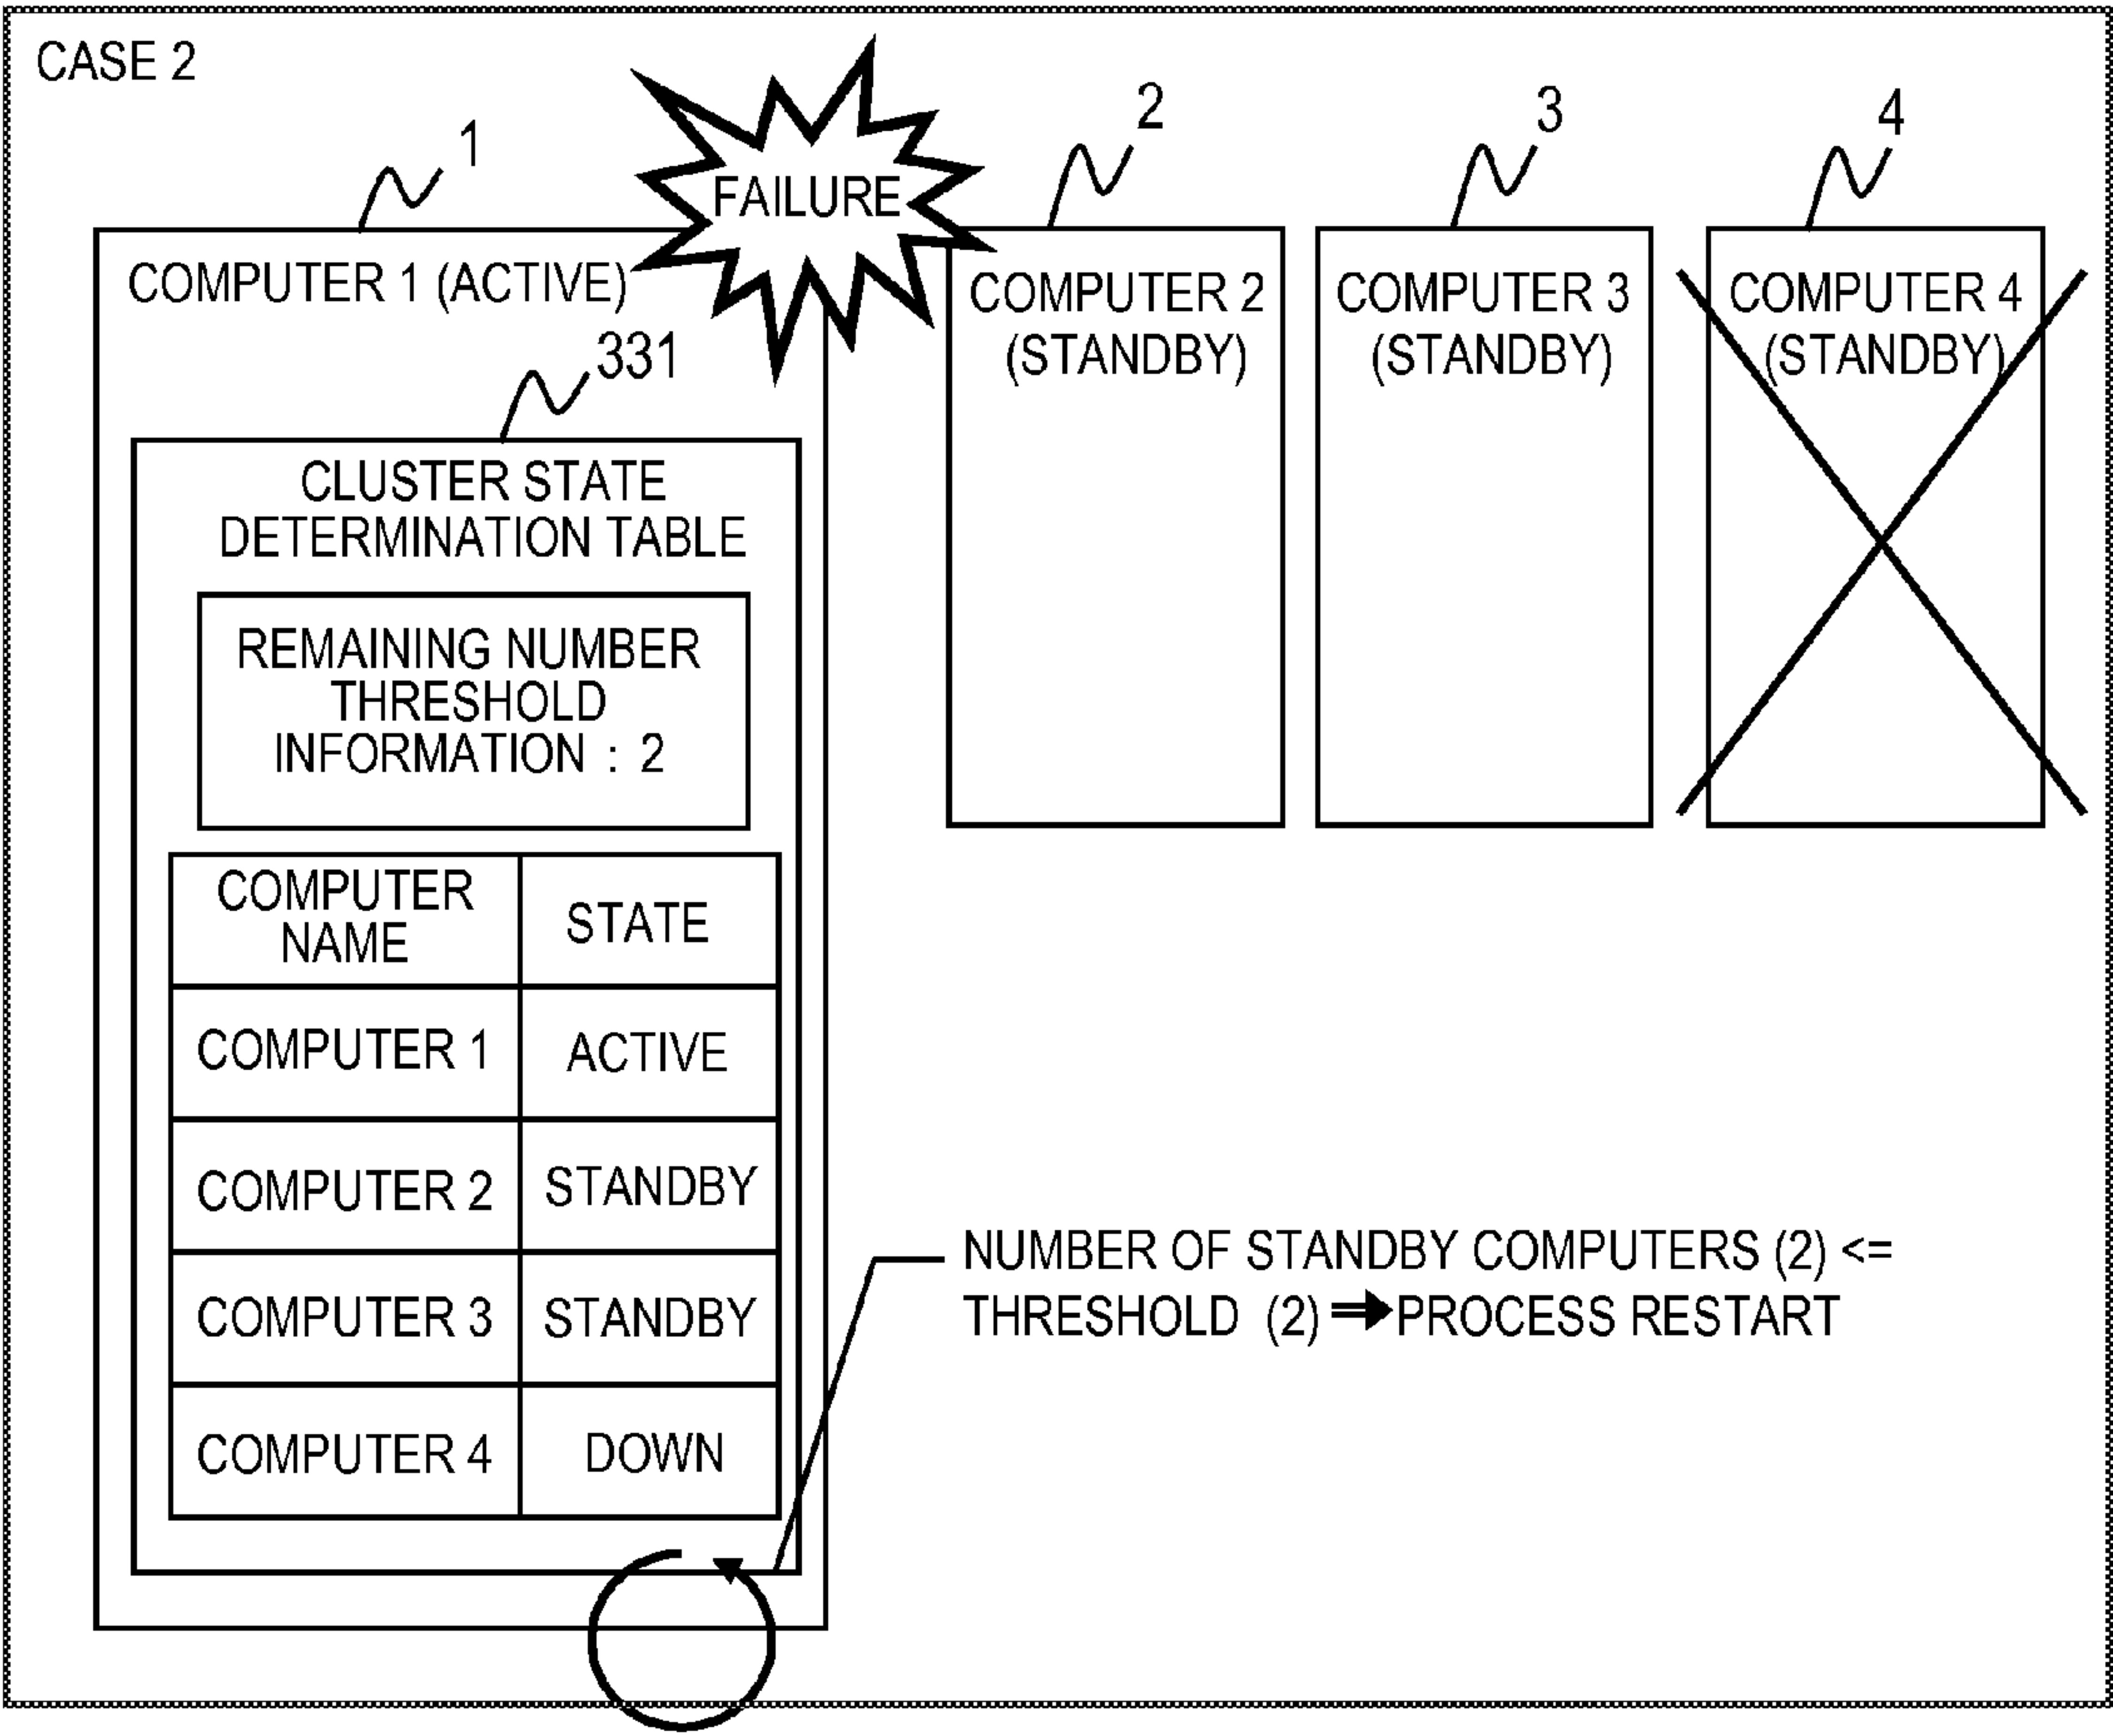 CASE 2
1
FAILURE
2
3
4
COMPUTER 1 (ACTIVE)
331
CLUSTER STATE
DETERMINATION TABLE
REMAINING NUMBER
THRESHOLD
INFORMATION : 2
COMPUTER
NAME
STATE
COMPUTER 1
ACTIVE
COMPUTER 2
STANDBY
COMPUTER 3
STANDBY
COMPUTER 4
DOWN
COMPUTER 2
(STANDBY)
COMPUTER 3
(STANDBY)
COMPUTER 4
(STANDBY)
NUMBER OF STANDBY COMPUTERS (2) <=
THRESHOLD (2) ⇒ PROCESS RESTART